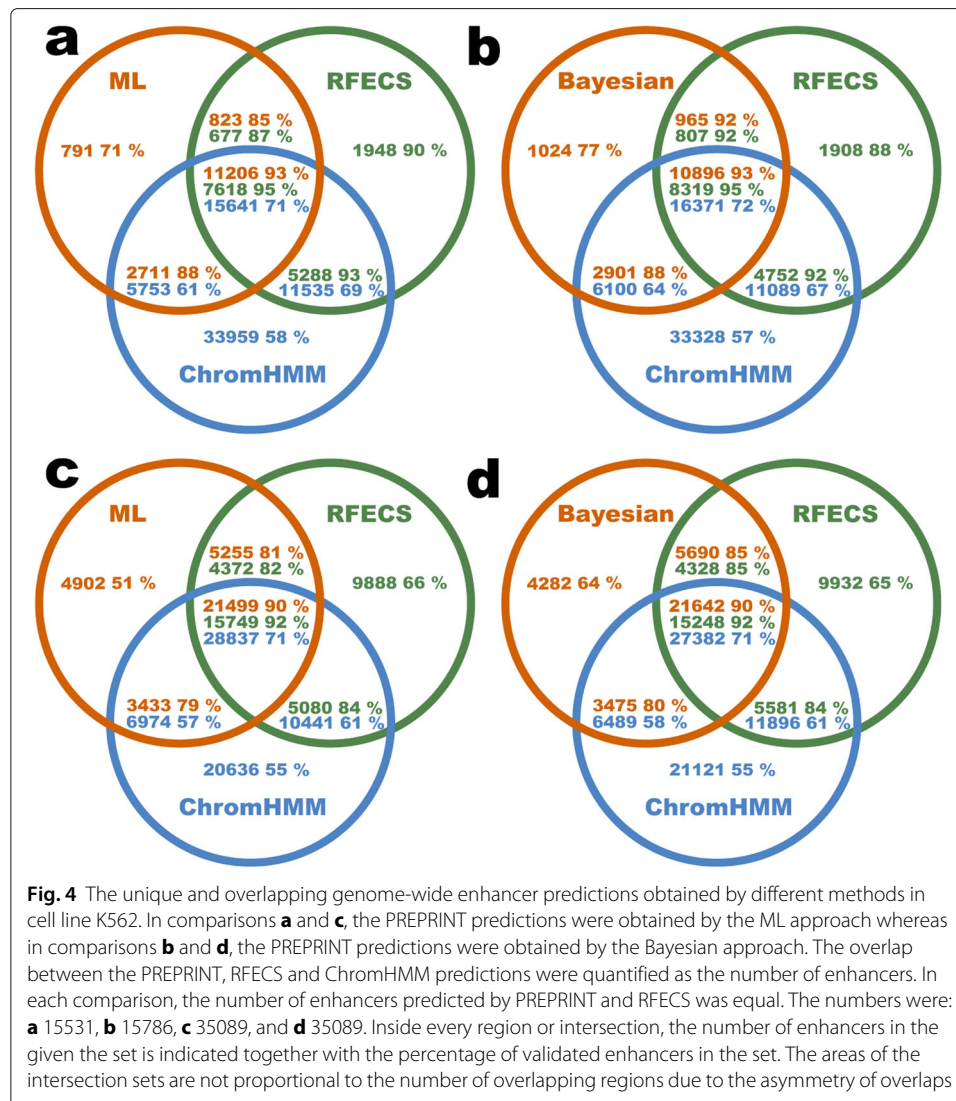 a
ML
RFECS
823 85 %
677 87 %
791 71 %
1948 90 %
11206 93 %
7618 95 %
15641 71 %
2711 88 %
5753 61 %
5288 93 %
11535 69 %
33959 58 %
ChromHMM
b
Bayesian
RFECS
965 92 %
807 92 %
1024 77 %
1908 88 %
10896 93 %
8319 95 %
16371 72 %
2901 88 %
6100 64 %
4752 92 %
11089 67 %
33328 57 %
ChromHMM
c
ML
RFECS
5255 81 %
4372 82 %
4902 51 %
9888 66 %
21499 90 %
15749 92 %
28837 71 %
3433 79 %
6974 57 %
5080 84 %
10441 61 %
20636 55 %
ChromHMM
d
Bayesian
RFECS
5690 85 %
4328 85 %
4282 64 %
9932 65 %
21642 90 %
15248 92 %
27382 71 %
3475 80 %
6489 58 %
5581 84 %
11896 61 %
21121 55 %
ChromHMM
Fig. 4 The unique and overlapping genome-wide enhancer predictions obtained by different methods in
cell line K562. In comparisons a and c, the PREPRINT predictions were obtained by the ML approach whereas
in comparisons b and d, the PREPRINT predictions were obtained by the Bayesian approach. The overlap
between the PREPRINT, RFECS and ChromHMM predictions were quantified as the number of enhancers. In
each comparison, the number of enhancers predicted by PREPRINT and RFECS was equal. The numbers were:
a 15531, b 15786, c 35089, and d 35089. Inside every region or intersection, the number of enhancers in the
given the set is indicated together with the percentage of validated enhancers in the set. The areas of the
intersection sets are not proportional to the number of overlapping regions due to the asymmetry of overlaps